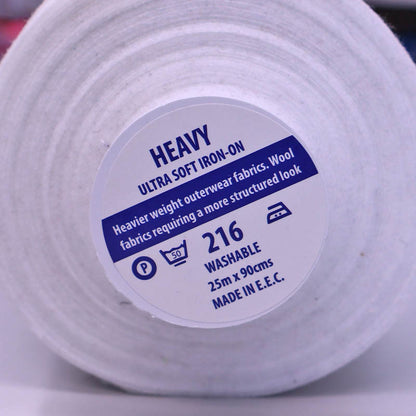 HEAVY
ULTRA SOFT IRON-ON
Heavier weight outerwear fabrics. Wool
fabrics requiring a more structured look
P 50 216
WASHABLE
25m x 90cms
MADE IN E.E.C.